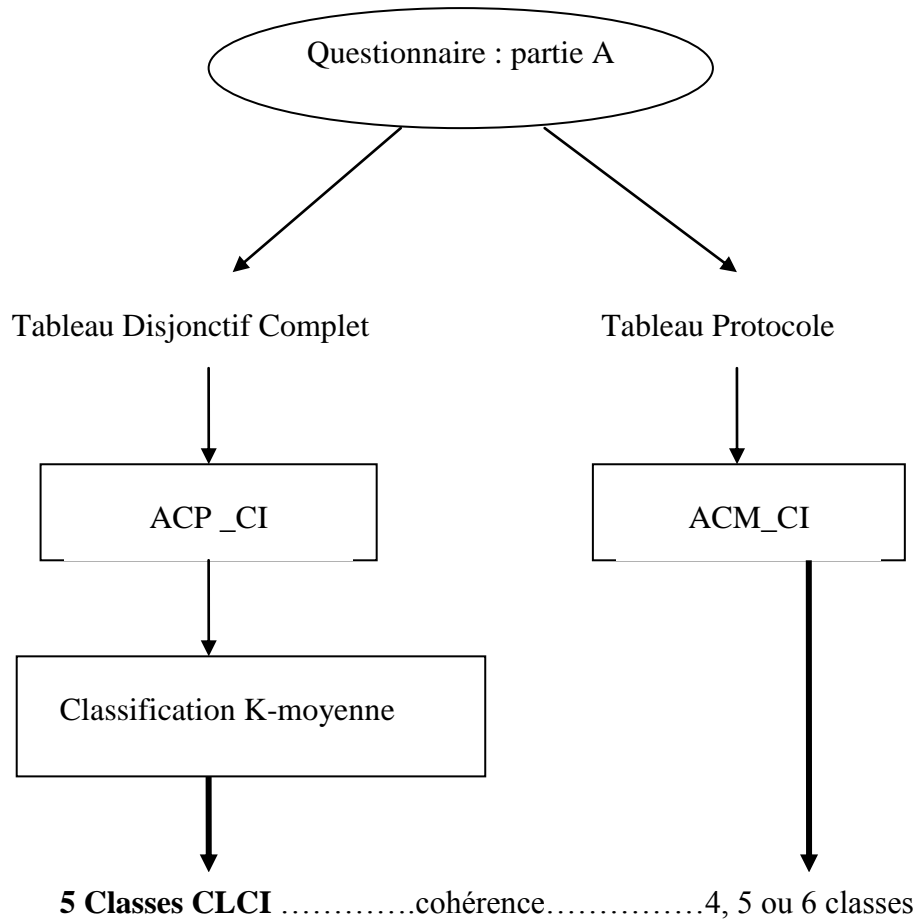 Questionnaire : partie A
Tableau Disjonctif Complet
Tableau Protocole
ACP _CI
ACM_CI
Classification K-moyenne
5 Classes CLCI ………….cohérence……………4, 5 ou 6 classes